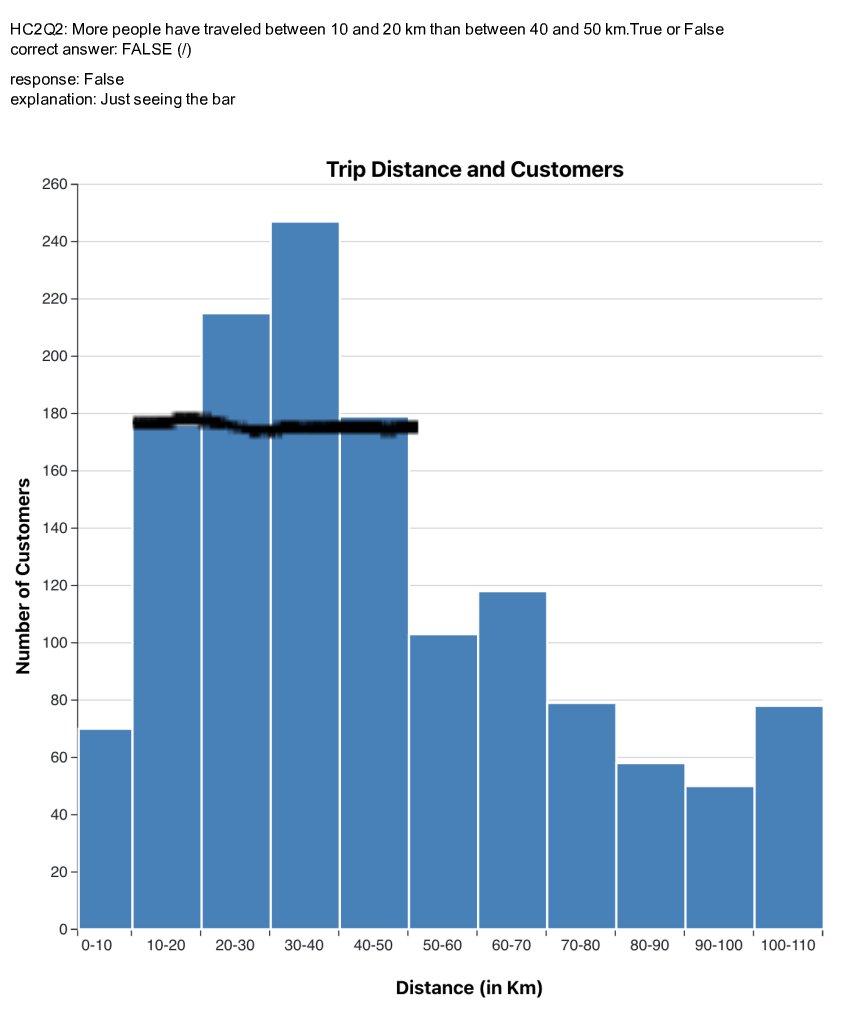 HC2Q2: More people have traveled between 10 and 20 km than between 40 and 50 km.True or False
correct answer: FALSE (/)
response: False
explanation: Just seeing the bar
Trip Distance and Customers
260
240
220
200
180
160
140
120
100
80
60
40
20
0
Number of Customers
0-10 10-20 20-30 30-40 40-50 50-60 60-70 70-80 80-90 90-100 100-110
Distance (in Km)